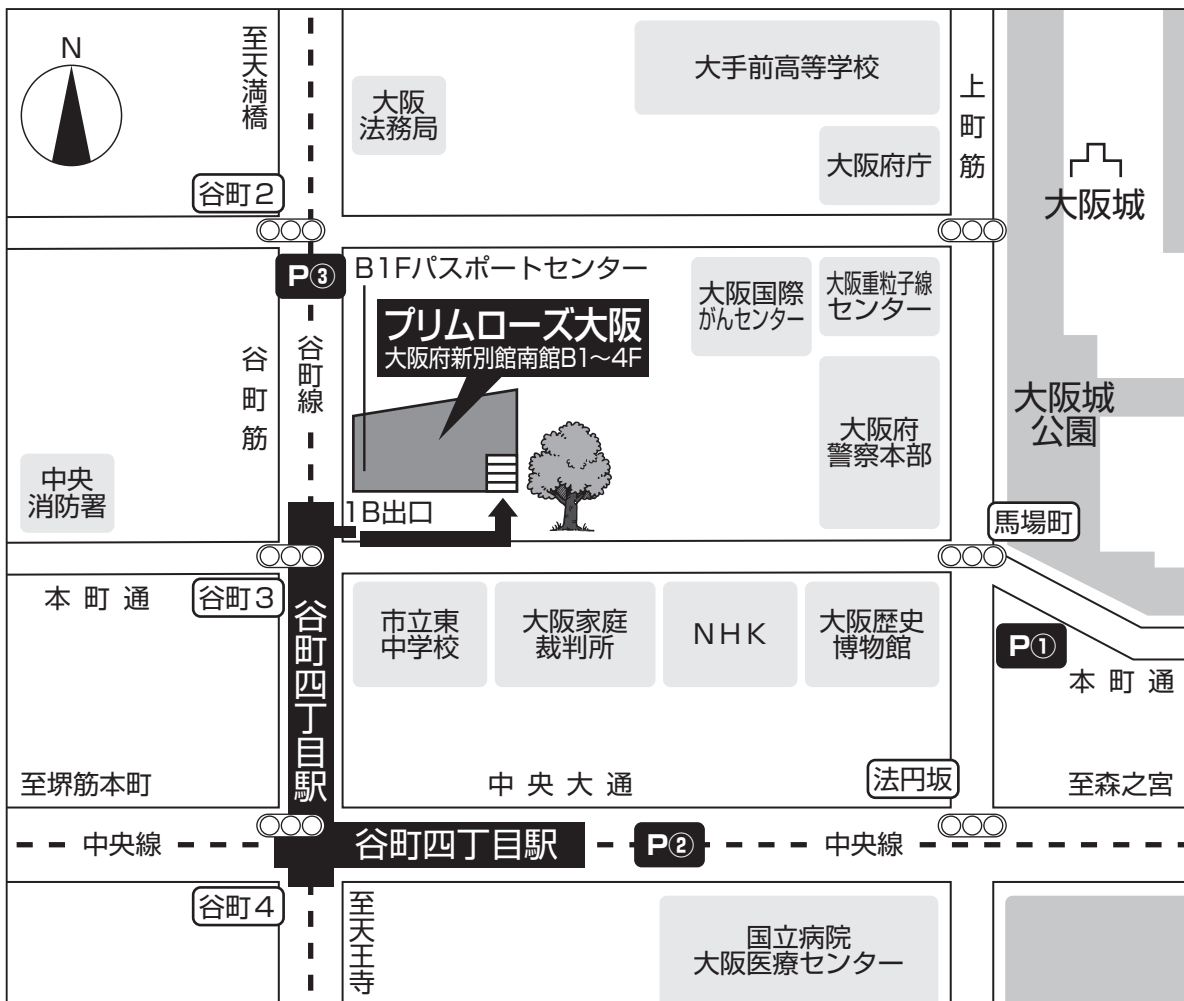 N
至天満橋
大阪
法務局
大手前高等学校
大阪府庁
上町筋
大阪城
谷町2
P③
B1Fパスポートセンター
プリムローズ大阪
大阪府新別館南館B1〜4F
大阪国際
がんセンター
大阪重粒子線
センター
谷町筋
谷町線
大阪府
警察本部
大阪城
公園
中央
消防署
1B出口
馬場町
本町通
谷町3
谷町四丁目駅
市立東
中学校
大阪家庭
裁判所
NHK
大阪歴史
博物館
P①
本町通
至堺筋本町
中央大通
法円坂
至森之宮
中央線
谷町四丁目駅
P②
中央線
谷町4
至天王寺
国立病院
大阪医療センター